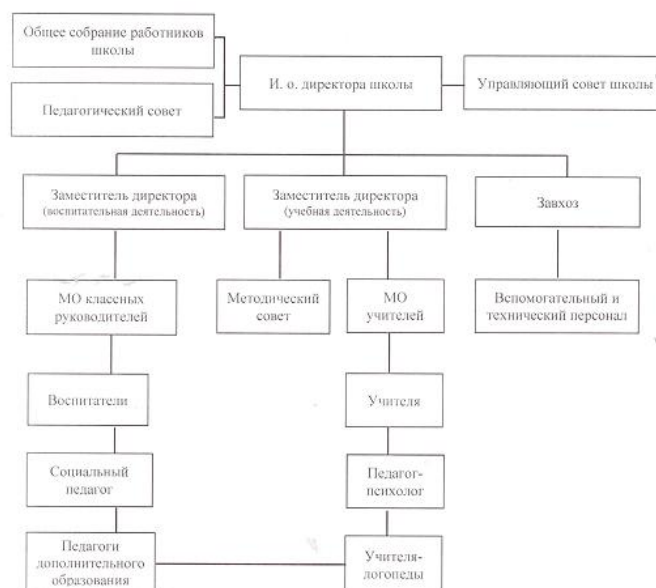 Общее собрание работников
школы
Педагогический совет
И. о. директора школы
Управляющий совет школы
Заместитель директора
(воспитательная деятельность)
Заместитель директора
(учебная деятельность)
Завхоз
МО классных
руководителей
Методический
совет
МО
учителей
Вспомогательный и
технический персонал
Воспитатели
Учителя
Социальный
педагог
Педагог-
психолог
Педагоги
дополнительного
образования
Учителя-
логопеды